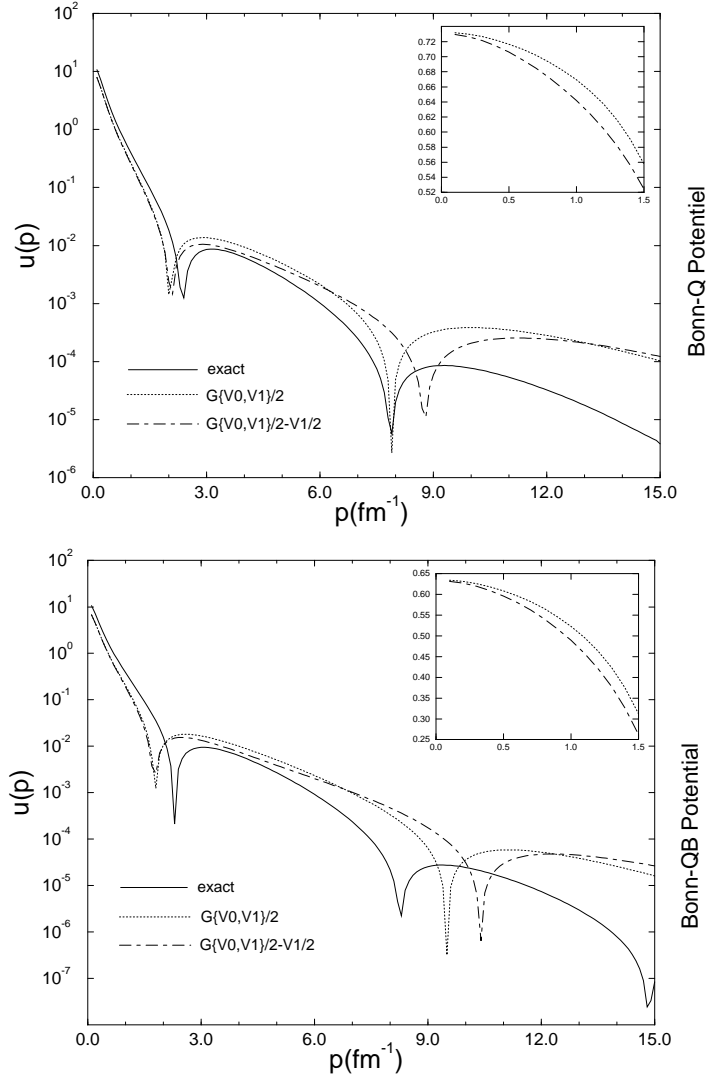 10^2
10^1
10^0
10^-1
10^-2
10^-3
10^-4
10^-5
10^-6
u(p)
0.0 3.0 6.0 9.0 12.0 15.0
p(fm^-1)
exact
G{V0,V1}/2
G{V0,V1}/2-V1/2
0.72
0.70
0.68
0.66
0.64
0.62
0.60
0.58
0.56
0.54
0.52
0.0 0.5 1.0 1.5
Bonn-Q Potentiel
10^2
10^1
10^0
10^-1
10^-2
10^-3
10^-4
10^-5
10^-6
10^-7
u(p)
0.0 3.0 6.0 9.0 12.0 15.0
p(fm^-1)
exact
G{V0,V1}/2
G{V0,V1}/2-V1/2
0.65
0.60
0.55
0.50
0.45
0.40
0.35
0.30
0.25
0.0 0.5 1.0 1.5
Bonn-QB Potential